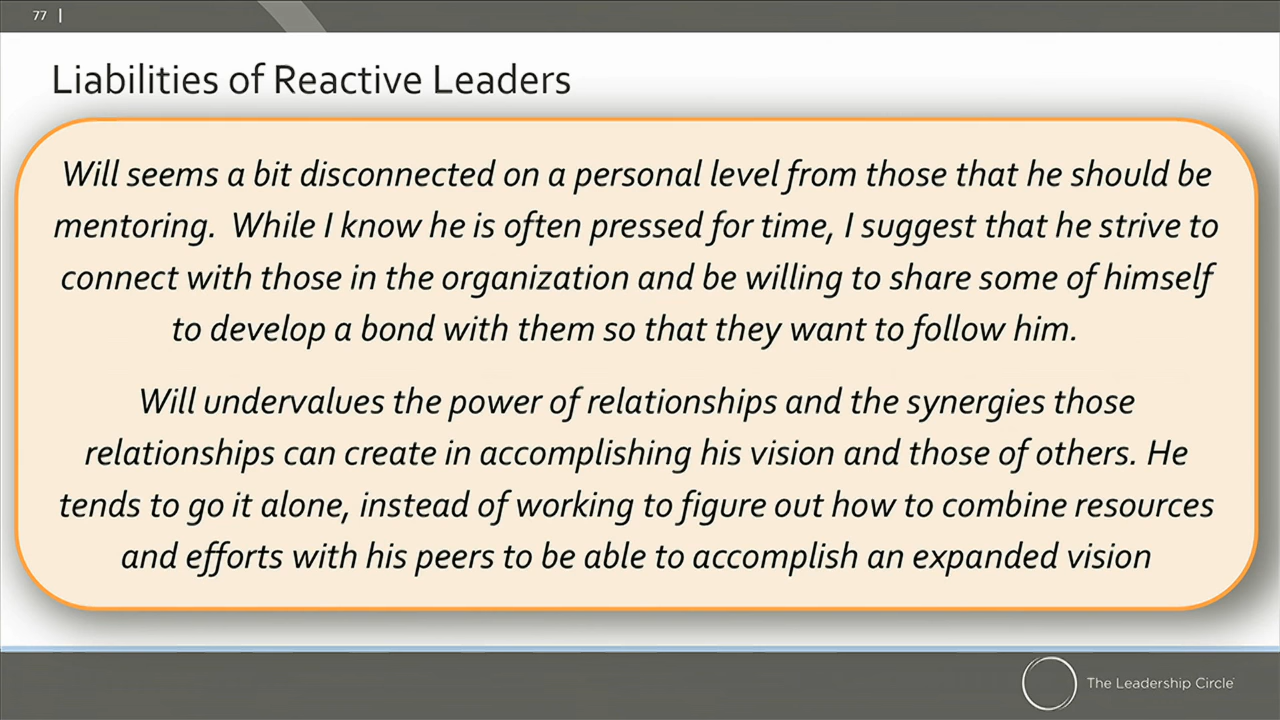 77 |
Liabilities of Reactive Leaders
Will seems a bit disconnected on a personal level from those that he should be
mentoring.  While I know he is often pressed for time, I suggest that he strive to
connect with those in the organization and be willing to share some of himself
to develop a bond with them so that they want to follow him.
Will undervalues the power of relationships and the synergies those
relationships can create in accomplishing his vision and those of others. He
tends to go it alone, instead of working to figure out how to combine resources
and efforts with his peers to be able to accomplish an expanded vision
The Leadership Circle